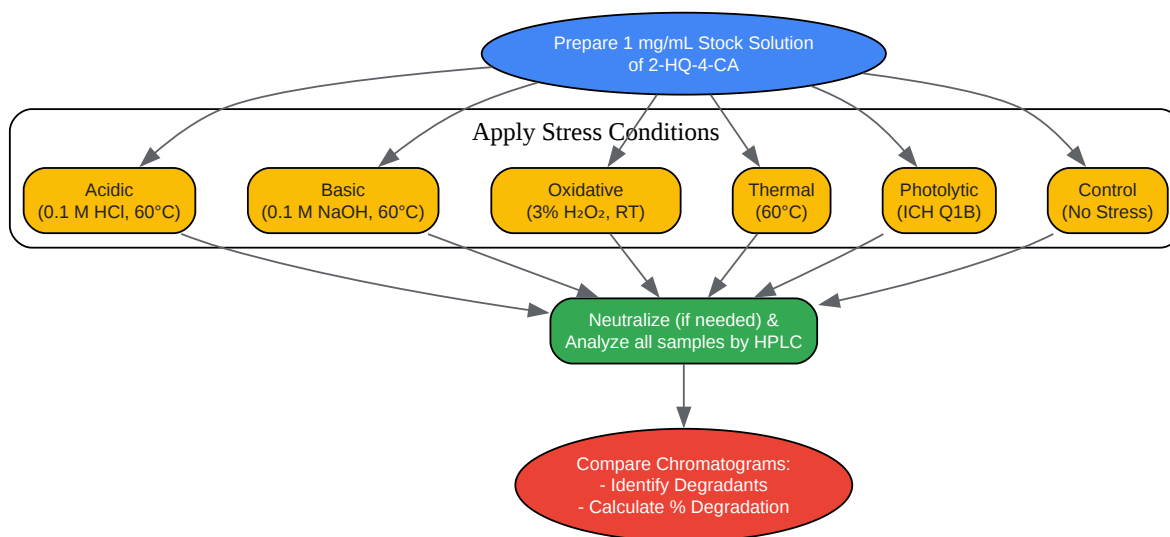 Prepare 1 mg/mL Stock Solution
of 2-HQ-4-CA
Apply Stress Conditions
Acidic
(0.1 M HCl, 60°C)
Basic
(0.1 M NaOH, 60°C)
Oxidative
(3% H₂O₂, RT)
Thermal
(60°C)
Photolytic
(ICH Q1B)
Control
(No Stress)
Neutralize (if needed) &
Analyze all samples by HPLC
Compare Chromatograms:
- Identify Degradants
- Calculate % Degradation